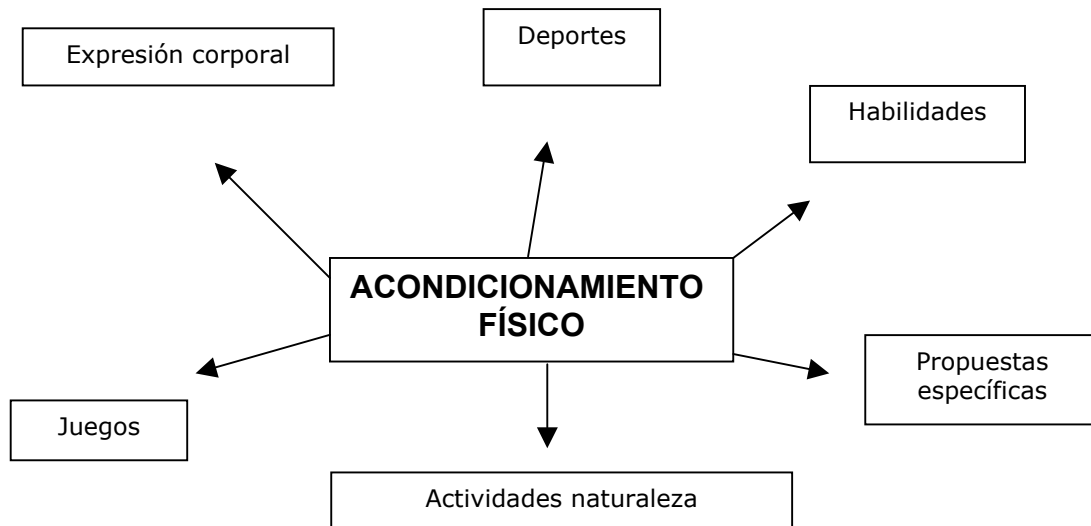 Deportes
Expresión corporal
Habilidades
ACONDICIONAMIENTO
FÍSICO
Propuestas
específicas
Juegos
Actividades naturaleza